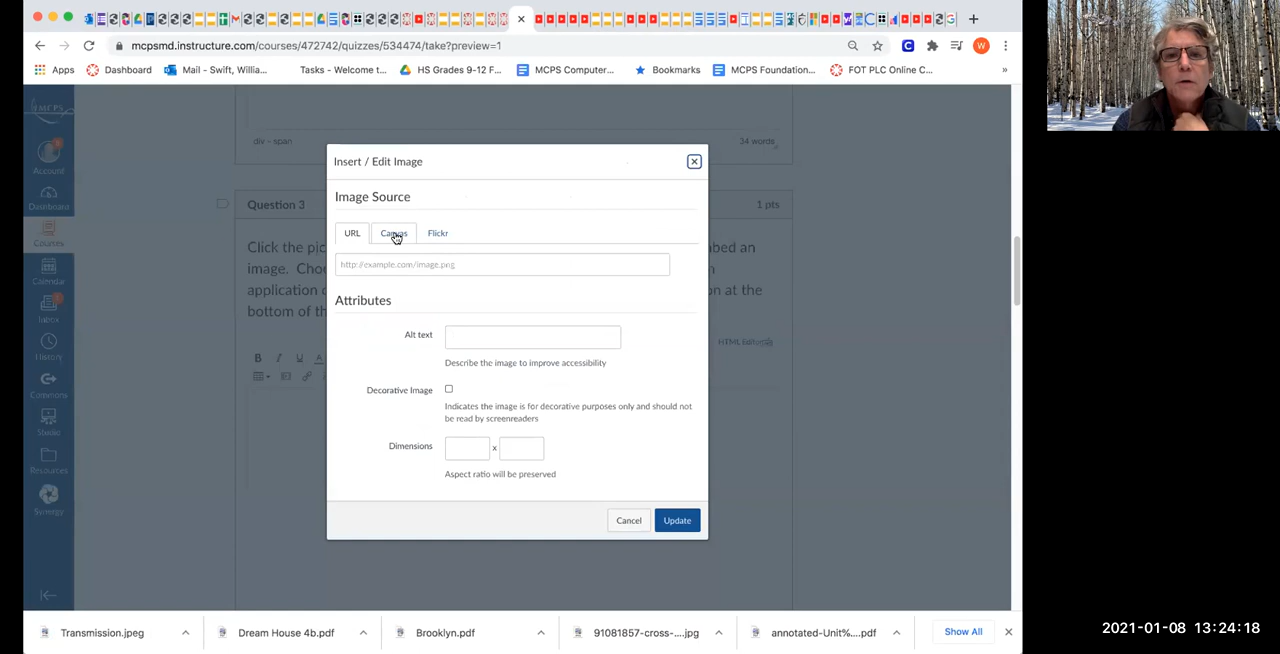 mcpsmd.instructure.com/courses/472742/quizzes/534474/take?preview=1
Apps
Dashboard
Mail - Swift, Willia...
Tasks - Welcome t...
HS Grades 9-12 F...
MCPS Computer...
Bookmarks
MCPS Foundation...
FOT PLC Online C...
»
W
MCPS
Account
Dashboard
Courses
Calendar
Inbox
History
Commons
Studio
Resources
Synergy
div - span
34 words
Question 3
1 pts
Click the pic
image. Choo
application o
bottom of th
on at the
HTML Editor
B I U A
Insert / Edit Image
Image Source
URL
Canvas
Flickr
http://example.com/image.png
Attributes
Alt text
Describe the image to improve accessibility
Decorative Image
Indicates the image is for decorative purposes only and should not
be read by screenreaders
Dimensions
x
Aspect ratio will be preserved
Cancel
Update
Transmission.jpeg
Dream House 4b.pdf
Brooklyn.pdf
91081857-cross-....jpg
annotated-Unit%....pdf
Show All
2021-01-08 13:24:18